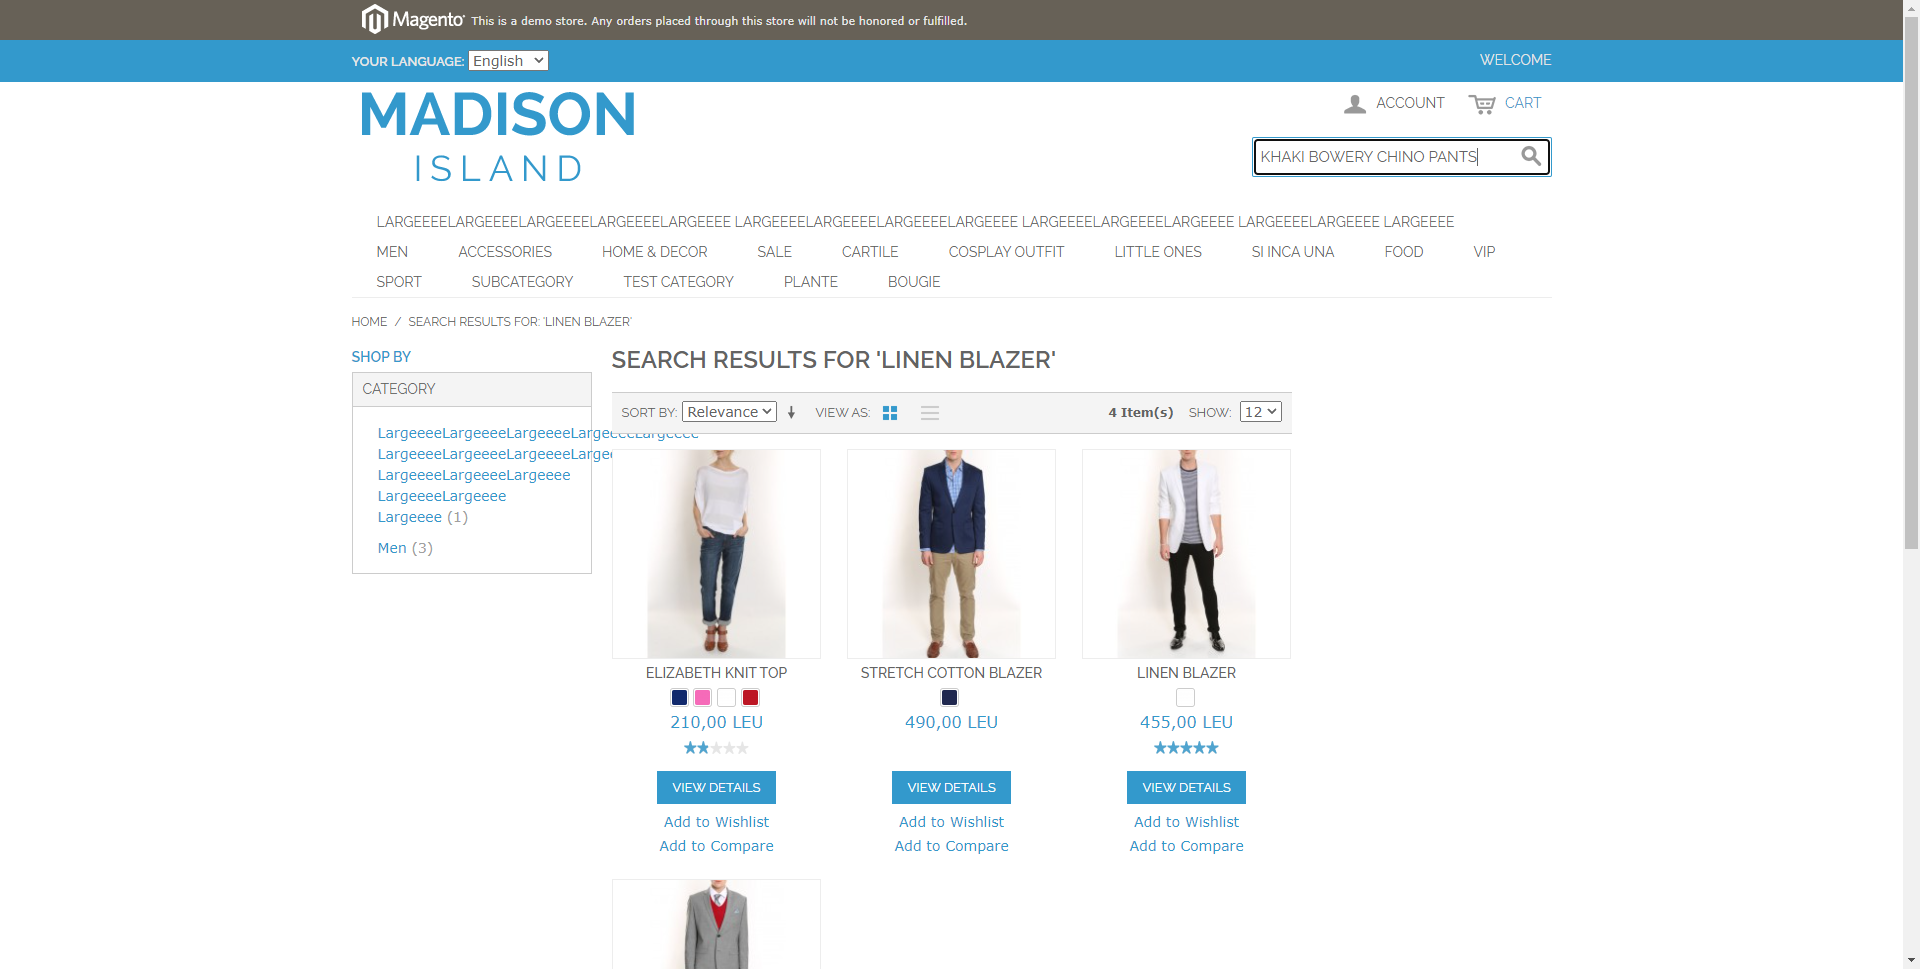 Magento This is a demo store. Any orders placed through this store will not be honored or fulfilled.
YOUR LANGUAGE: English
WELCOME
MADISON
ISLAND
ACCOUNT CART
KHAKI BOWERY CHINO PANTS
LARGEEEELARGEEEELARGEEEELARGEEEELARGEEEE LARGEEEELARGEEEELARGEEEELARGEEEE LARGEEEELARGEEEELARGEEEE LARGEEEELARGEEEE LARGEEEE
MEN ACCESSORIES HOME & DECOR SALE CARTILE COSPLAY OUTFIT LITTLE ONES SI INCA UNA FOOD VIP
SPORT SUBCATEGORY TEST CATEGORY PLANTE BOUGIE
HOME / SEARCH RESULTS FOR: 'LINEN BLAZER'
SHOP BY
CATEGORY
LargeeeeLargeeeeLargeeeeLargeeeeLargeeee
LargeeeeLargeeeeLargeeeeLargee
LargeeeeLargeeeeLargeeee
LargeeeeLargeeee
Largeeee (1)
Men (3)
SEARCH RESULTS FOR 'LINEN BLAZER'
SORT BY: Relevance VIEW AS: 4 Item(s) SHOW: 12
ELIZABETH KNIT TOP
210,00 LEU
VIEW DETAILS
Add to Wishlist
Add to Compare
STRETCH COTTON BLAZER
490,00 LEU
VIEW DETAILS
Add to Wishlist
Add to Compare
LINEN BLAZER
455,00 LEU
VIEW DETAILS
Add to Wishlist
Add to Compare